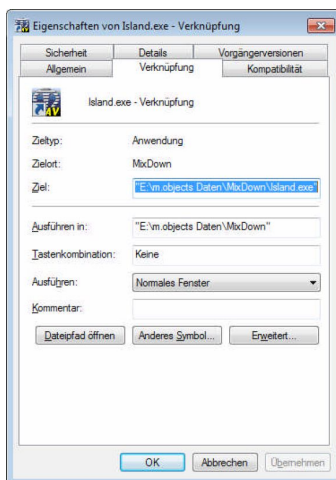 Eigenschaften von Island.exe - Verknüpfung
Sicherheit Details Vorgängerversionen
Allgemein Verknüpfung Kompatibilität
AV
Island.exe - Verknüpfung
Zieltyp: Anwendung
Zielort: MixDown
Ziel: "E:\m.objects Daten\MixDown\Island.exe"
Ausführen in: "E:\m.objects Daten\MixDown"
Tastenkombination: Keine
Ausführen: Normales Fenster
Kommentar:
Dateipfad öffnen Anderes Symbol... Erweitert...
OK Abbrechen Übernehmen